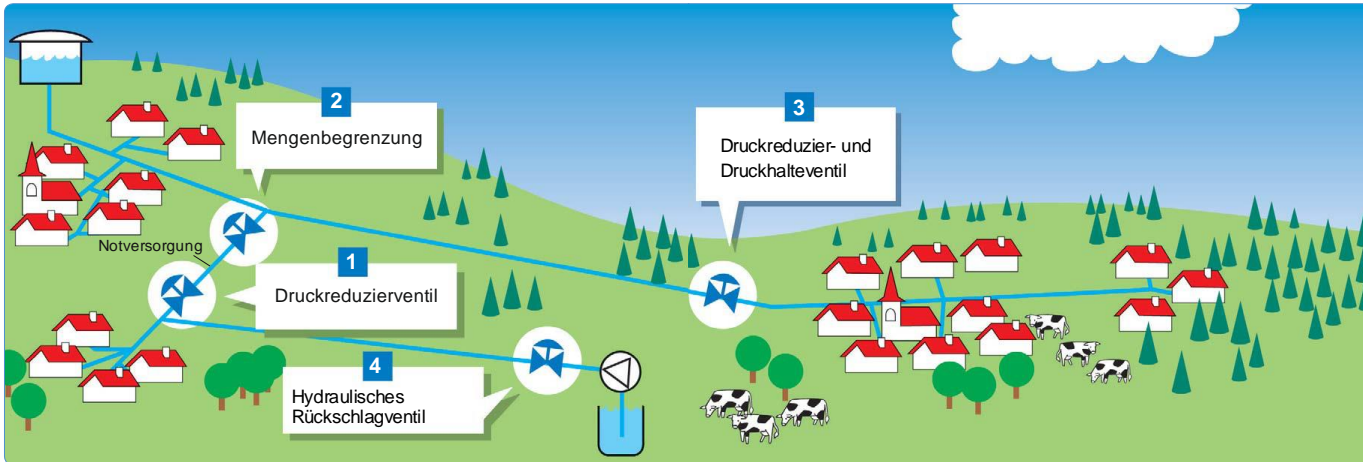 2
Mengenbegrenzung
3
Druckreduzier- und
Druckhalteventil
Notversorgung
1
Druckreduzierventil
4
Hydraulisches
Rückschlagventil